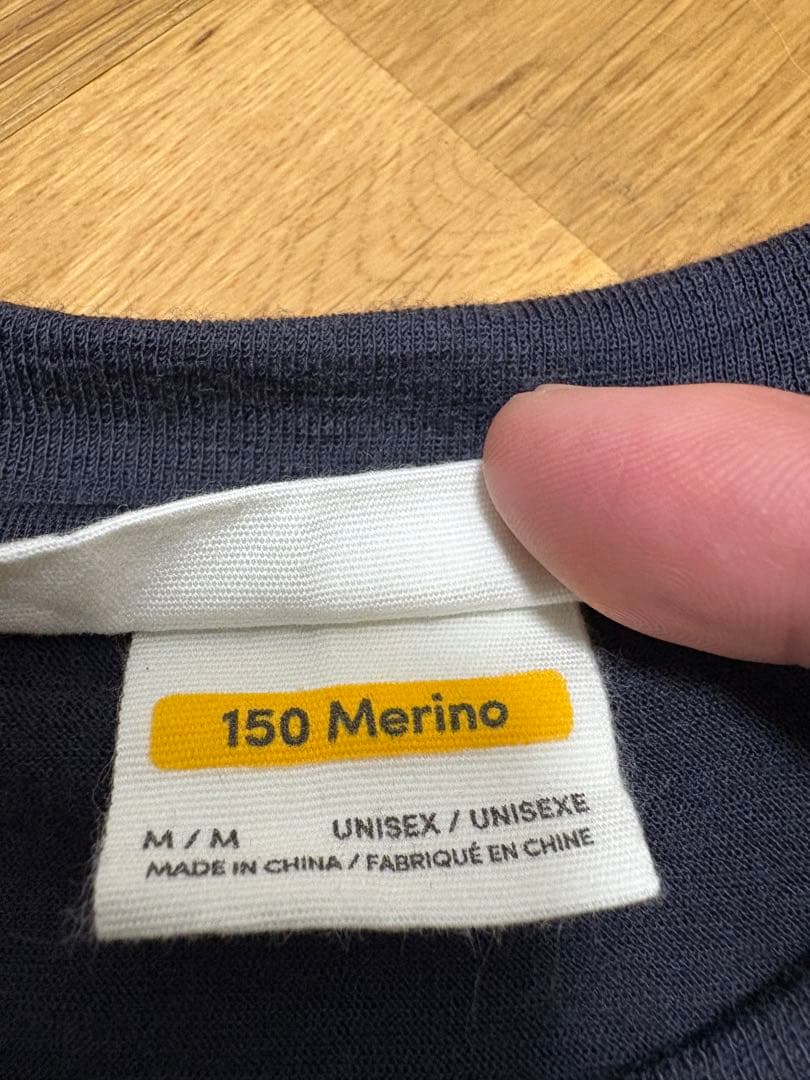 150 Merino
M / M UNISEX / UNISEXE
MADE IN CHINA / FABRIQUÉ EN CHINE